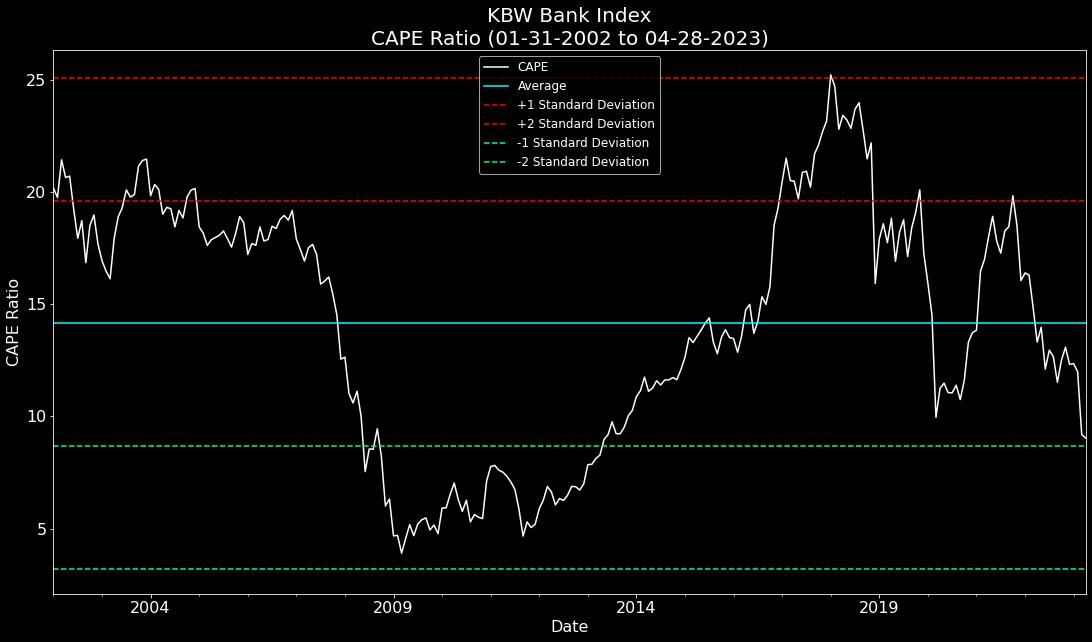 KBW Bank Index
CAPE Ratio (01-31-2002 to 04-28-2023)
CAPE
Average
+1 Standard Deviation
+2 Standard Deviation
-1 Standard Deviation
-2 Standard Deviation
CAPE Ratio
25
20
15
10
5
2004
2009
2014
2019
Date